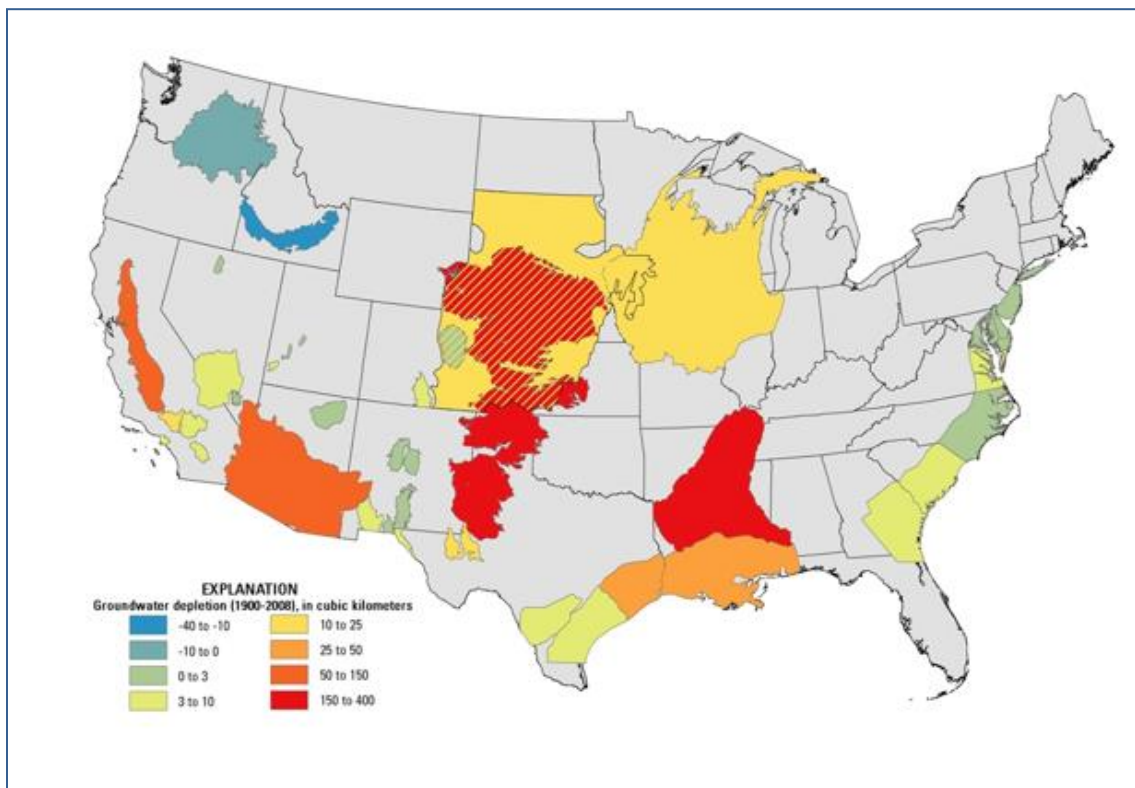 EXPLANATION
Groundwater depletion (1900-2008), in cubic kilometers
-40 to -10
-10 to 0
0 to 3
3 to 10
10 to 25
25 to 50
50 to 150
150 to 400